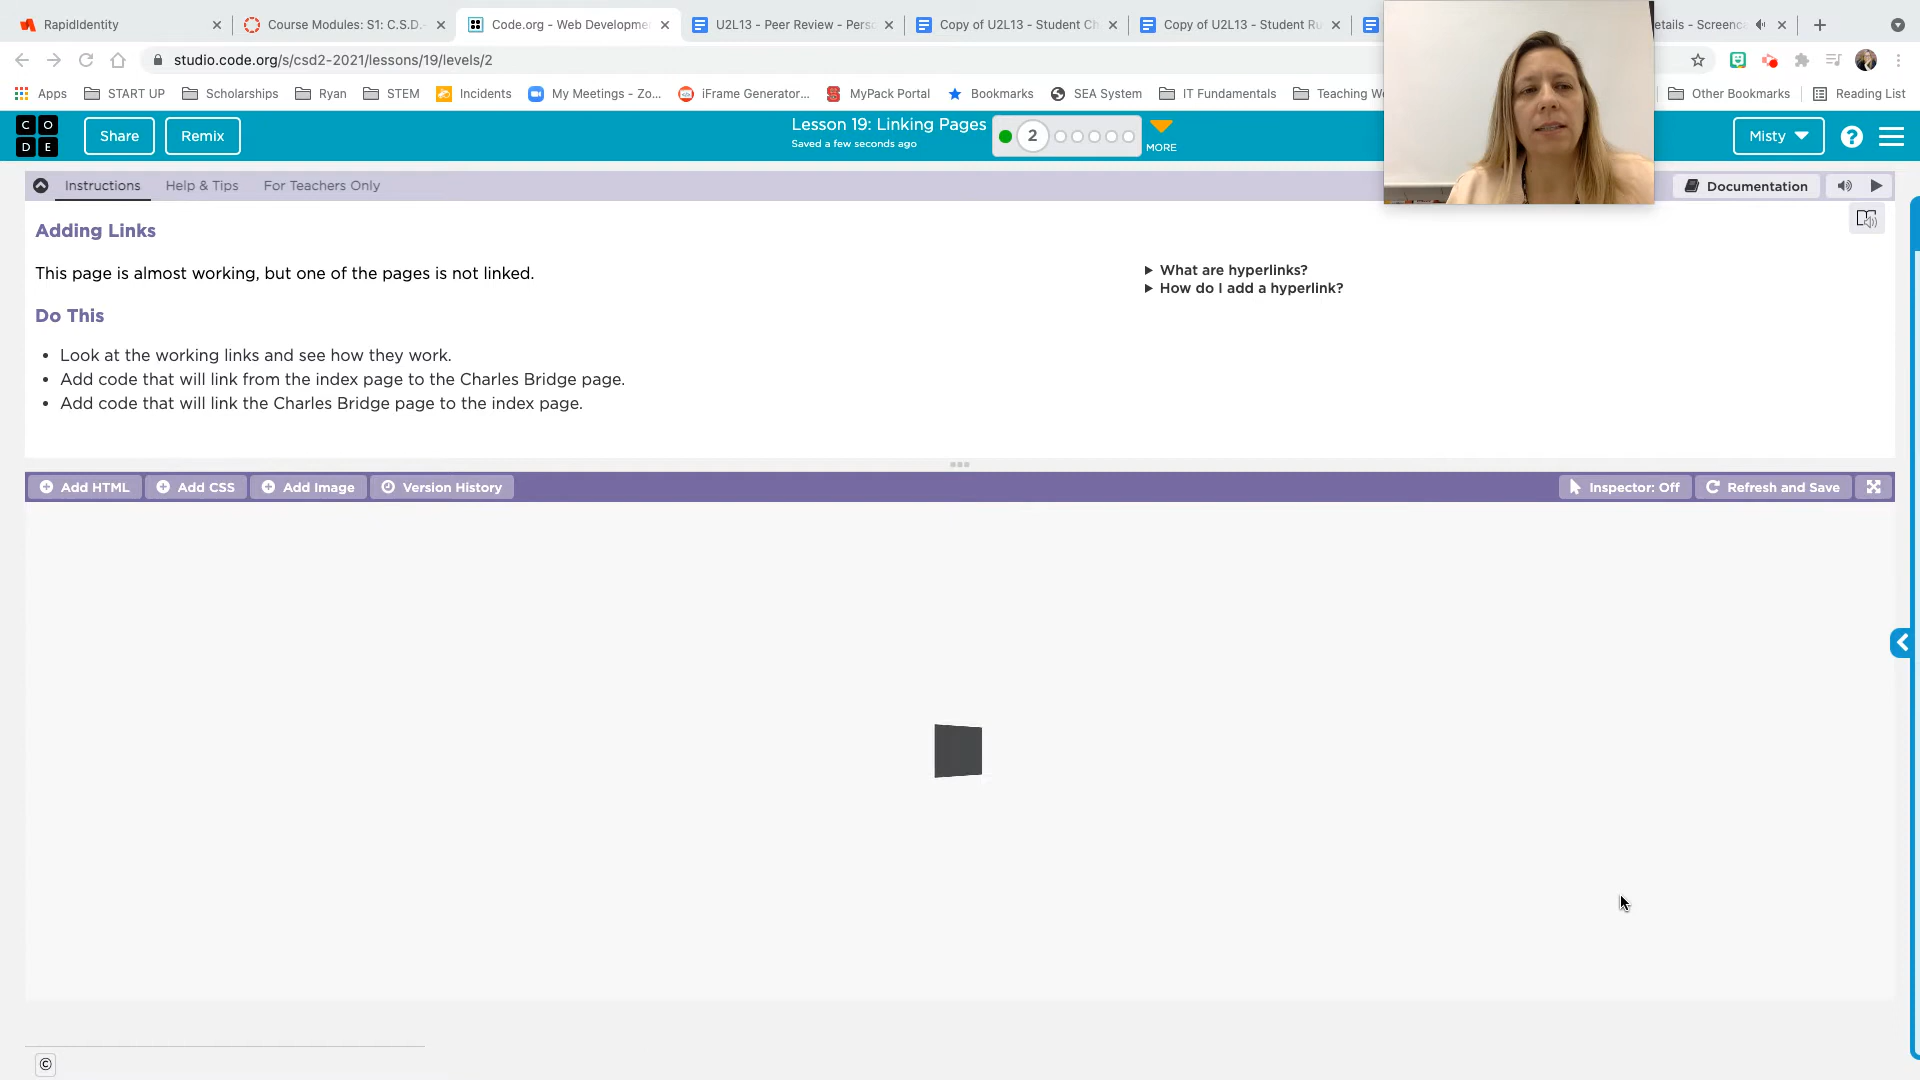 RapidIdentity
Course Modules: S1: C.S.D.
Code.org - Web Developme
U2L13 - Peer Review - Pers
Copy of U2L13 - Student Ch
Copy of U2L13 - Student Ru
etails - Screenc
studio.code.org/s/csd2-2021/lessons/19/levels/2
Apps
START UP
Scholarships
Ryan
STEM
Incidents
My Meetings - Zo...
iFrame Generator...
MyPack Portal
Bookmarks
SEA System
IT Fundamentals
Teaching We
Other Bookmarks
Reading List
CODE
Share
Remix
Lesson 19: Linking Pages
Saved a few seconds ago
2
MORE
Misty
?
Instructions
Help & Tips
For Teachers Only
Documentation
Adding Links
This page is almost working, but one of the pages is not linked.
What are hyperlinks?
How do I add a hyperlink?
Do This
• Look at the working links and see how they work.
• Add code that will link from the index page to the Charles Bridge page.
• Add code that will link the Charles Bridge page to the index page.
Add HTML
Add CSS
Add Image
Version History
Inspector: Off
Refresh and Save
©